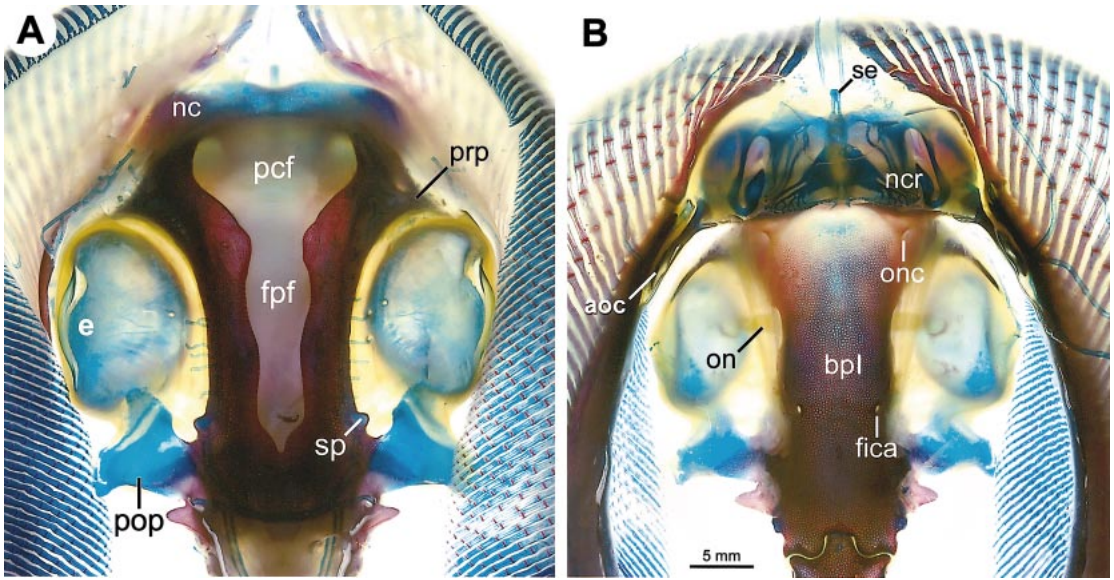 A
nc
pcf
prp
fpf
e
sp
pop
B
se
ncr
onc
aoc
on
bpl
fica
5 mm